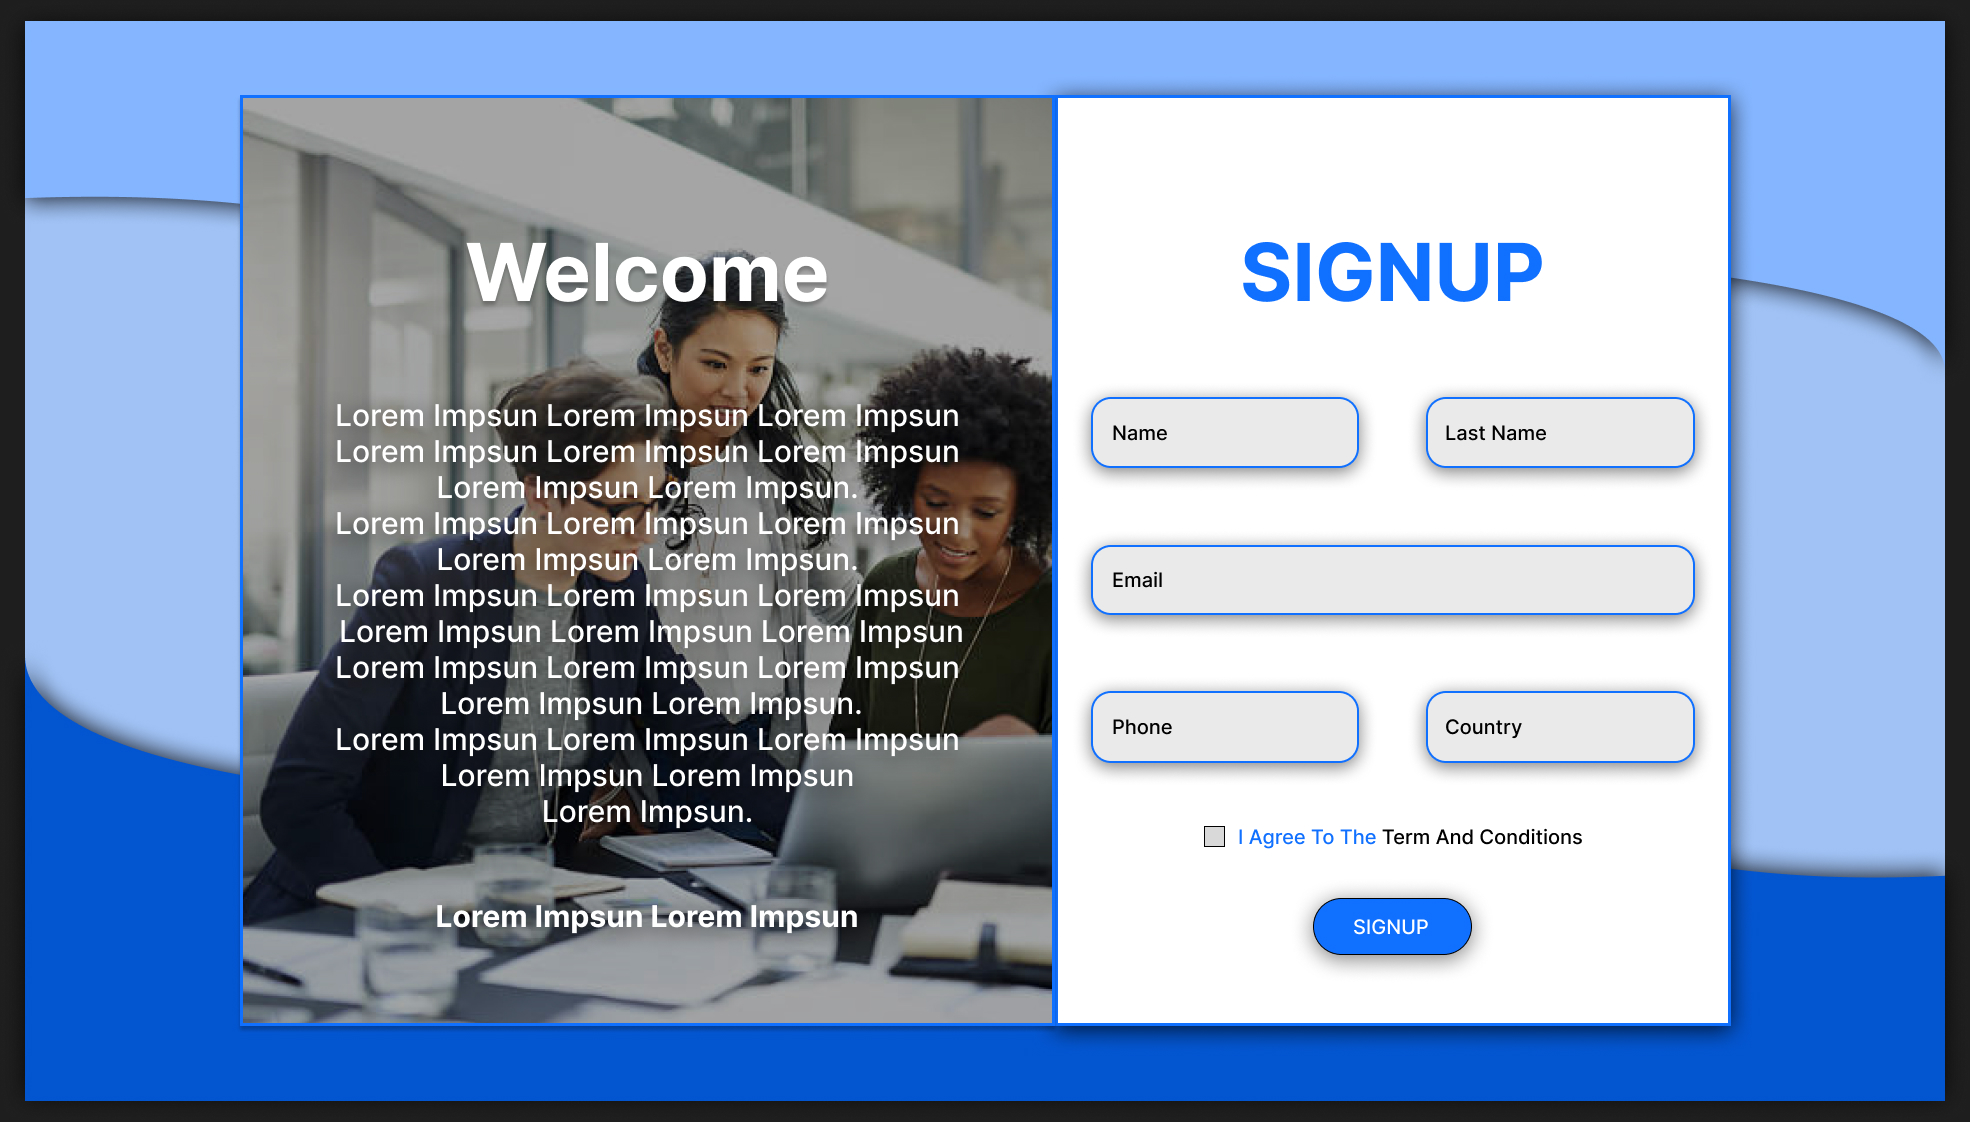 Welcome
Lorem Impsun Lorem Impsun Lorem Impsun
Lorem Impsun Lorem Impsun Lorem Impsun
Lorem Impsun Lorem Impsun.
Lorem Impsun Lorem Impsun Lorem Impsun
Lorem Impsun Lorem Impsun.
Lorem Impsun Lorem Impsun Lorem Impsun
Lorem Impsun Lorem Impsun Lorem Impsun
Lorem Impsun Lorem Impsun Lorem Impsun
Lorem Impsun Lorem Impsun.
Lorem Impsun Lorem Impsun Lorem Impsun
Lorem Impsun Lorem Impsun
Lorem Impsun.
Lorem Impsun Lorem Impsun
SIGNUP
Name
Last Name
Email
Phone
Country
I Agree To The Term And Conditions
SIGNUP